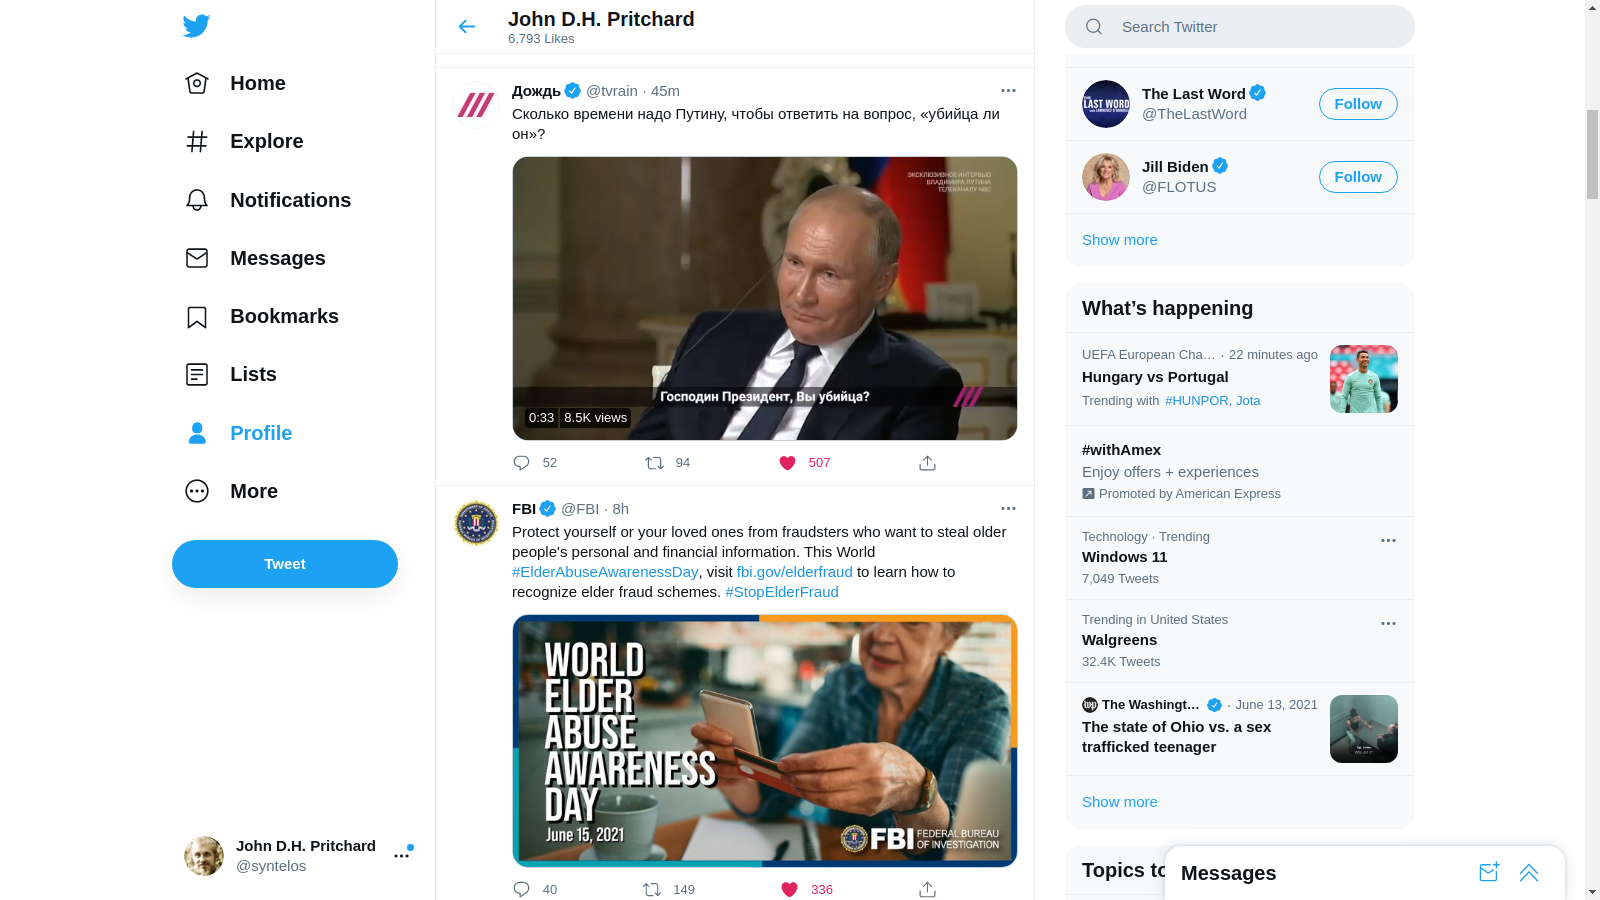 Home
Explore
Notifications
Messages
Bookmarks
Lists
Profile
More
Tweet
John D.H. Pritchard
@syntelos
John D.H. Pritchard
6,793 Likes
Дождь @tvrain · 45m
Сколько времени надо Путину, чтобы ответить на вопрос, «убийца ли
он»?
ЭКСКЛЮЗИВНОЕ ИНТЕРВЬЮ
ВЛАДИМИРА ПУТИНА
ТЕЛЕКАНАЛУ NBC
Господин Президент, Вы убийца?
0:33 8.5K views
52 94 507
FBI @FBI · 8h
Protect yourself or your loved ones from fraudsters who want to steal older
people's personal and financial information. This World
#ElderAbuseAwarenessDay, visit fbi.gov/elderfraud to learn how to
recognize elder fraud schemes. #StopElderFraud
WORLD
ELDER
ABUSE
AWARENESS
DAY
June 15, 2021
FBI FEDERAL BUREAU
OF INVESTIGATION
40 149 336
Search Twitter
LAST WORD
The Last Word
@TheLastWord
Follow
Jill Biden
@FLOTUS
Follow
Show more
What's happening
UEFA European Cha... · 22 minutes ago
Hungary vs Portugal
Trending with #HUNPOR, Jota
#withAmex
Enjoy offers + experiences
Promoted by American Express
Technology · Trending
Windows 11
7,049 Tweets
Trending in United States
Walgreens
32.4K Tweets
The Washingt... · June 13, 2021
The state of Ohio vs. a sex
trafficked teenager
Show more
Topics to
Messages